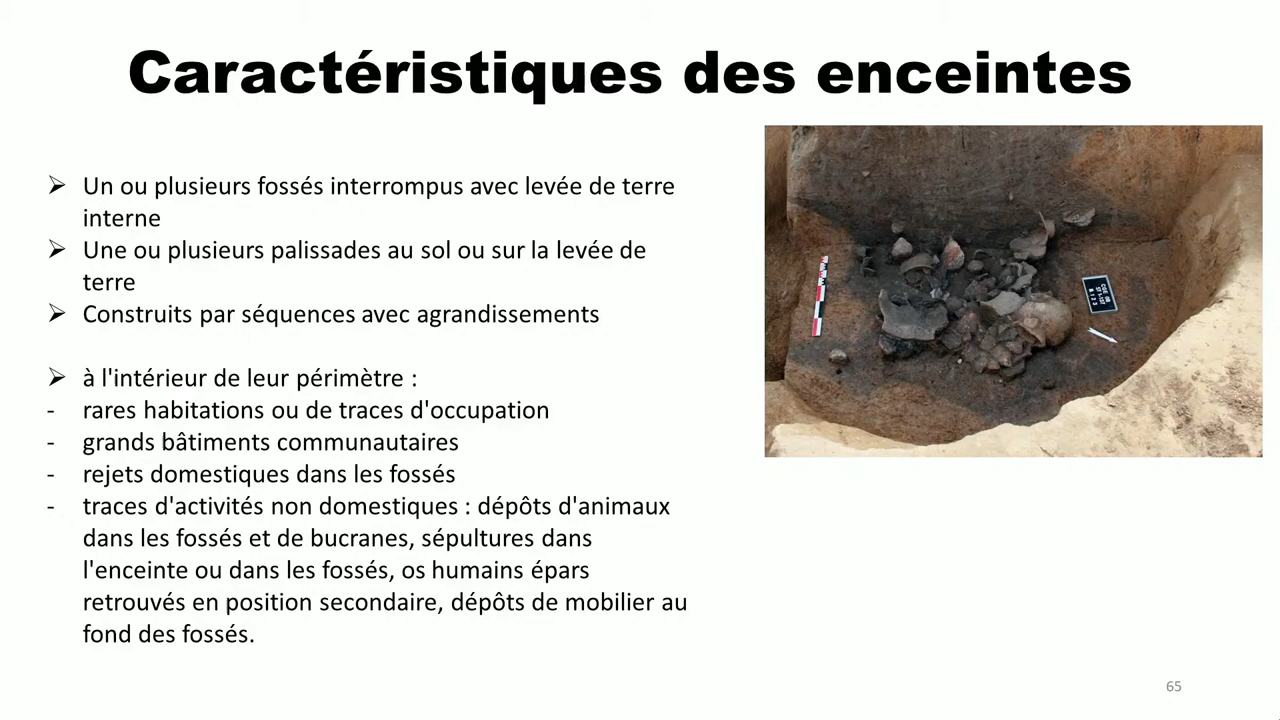 Caractéristiques des enceintes
➢ Un ou plusieurs fossés interrompus avec levée de terre
interne
➢ Une ou plusieurs palissades au sol ou sur la levée de
terre
➢ Construits par séquences avec agrandissements
➢ à l'intérieur de leur périmètre :
- rares habitations ou de traces d'occupation
- grands bâtiments communautaires
- rejets domestiques dans les fossés
- traces d'activités non domestiques : dépôts d'animaux
dans les fossés et de bucranes, sépultures dans
l'enceinte ou dans les fossés, os humains épars
retrouvés en position secondaire, dépôts de mobilier au
fond des fossés.
65